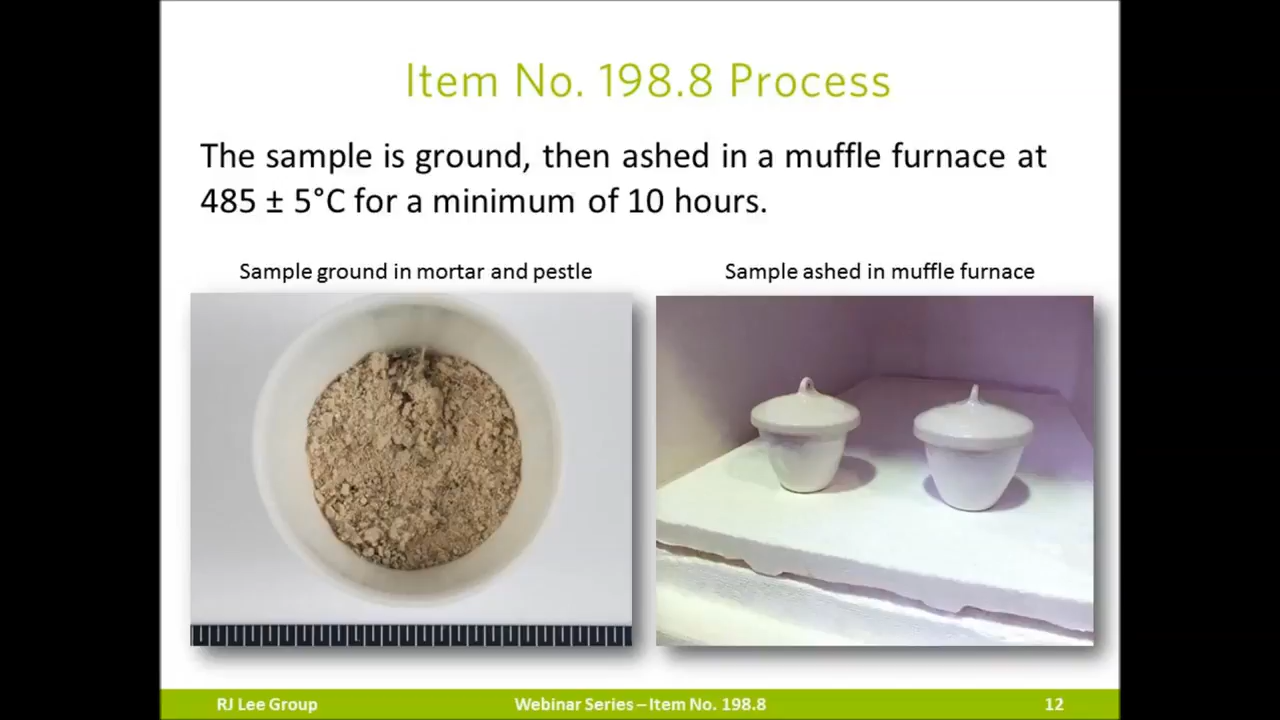 Item No. 198.8 Process
The sample is ground, then ashed in a muffle furnace at
485 ± 5°C for a minimum of 10 hours.
Sample ground in mortar and pestle
Sample ashed in muffle furnace
RJ Lee Group
Webinar Series – Item No. 198.8
12